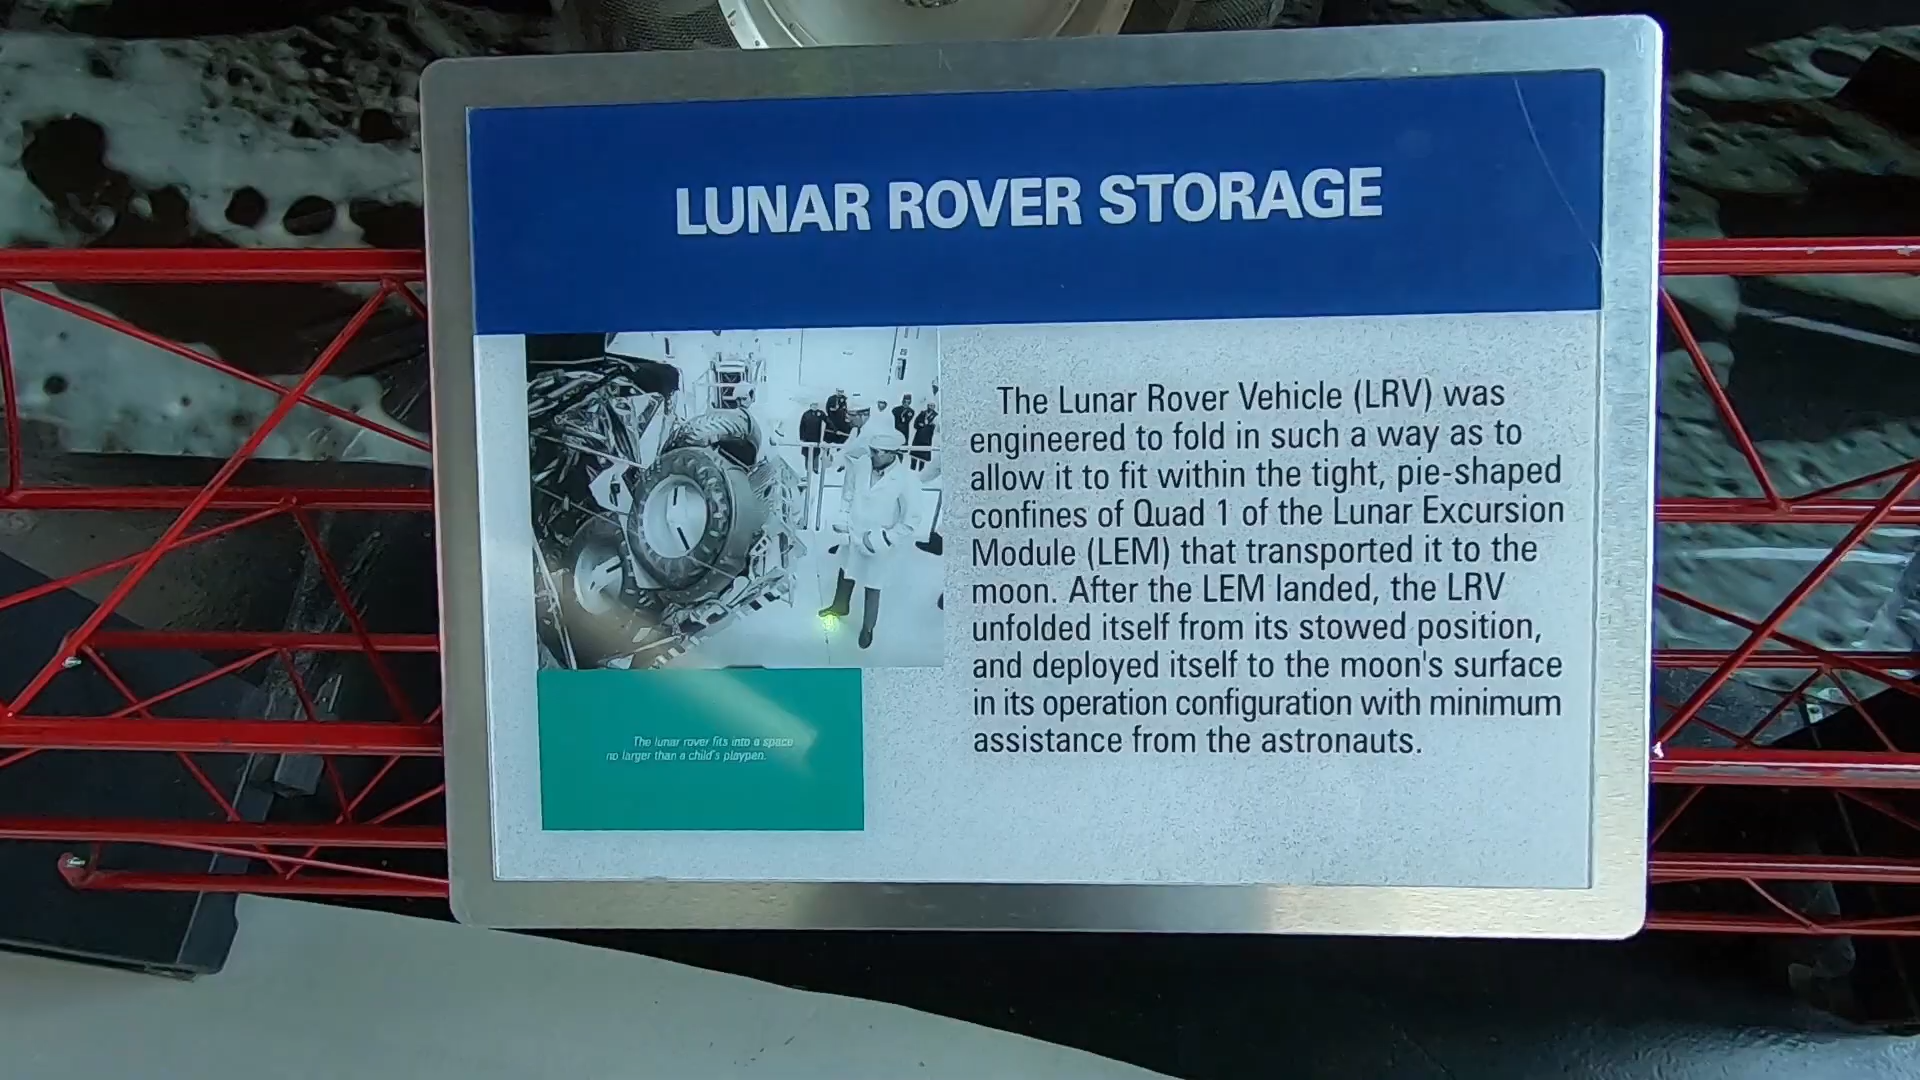 LUNAR ROVER STORAGE
The Lunar Rover Vehicle (LRV) was
engineered to fold in such a way as to
allow it to fit within the tight, pie-shaped
confines of Quad 1 of the Lunar Excursion
Module (LEM) that transported it to the
moon. After the LEM landed, the LRV
unfolded itself from its stowed position,
and deployed itself to the moon's surface
in its operation configuration with minimum
assistance from the astronauts.
The lunar rover fits into a space
no larger than a child's playpen.